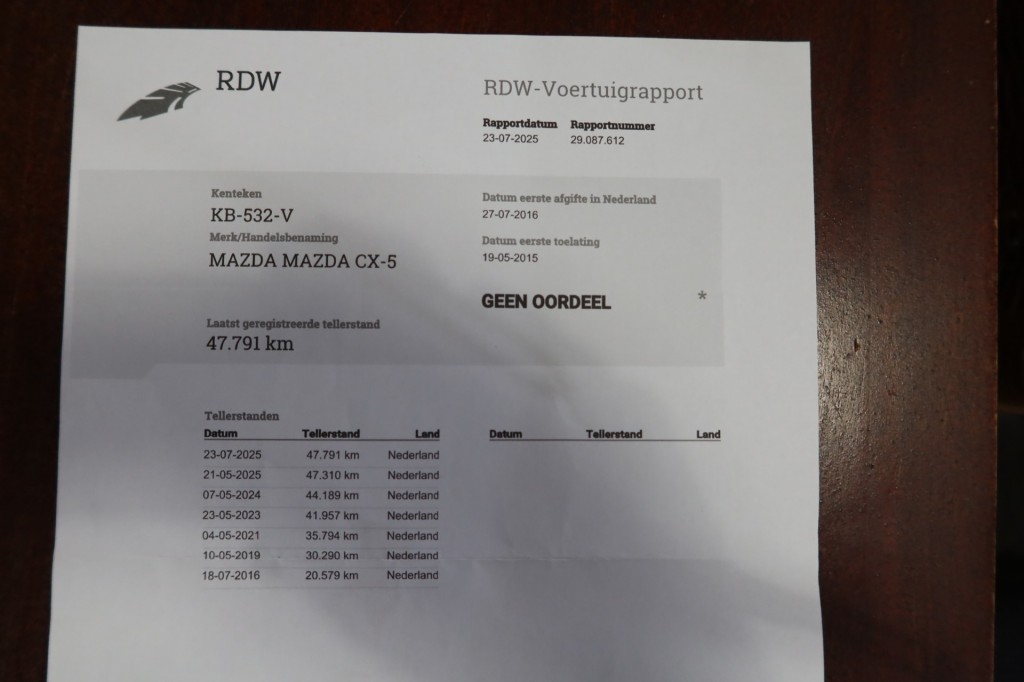 RDW
RDW-Voertuigrapport
Rapportdatum Rapportnummer
23-07-2025 29.087.612
Kenteken
KB-532-V
Merk/Handelsbenaming
MAZDA MAZDA CX-5
Laatst geregistreerde tellerstand
47.791 km
Datum eerste afgifte in Nederland
27-07-2016
Datum eerste toelating
19-05-2015
GEEN OORDEEL *
Tellerstanden
Datum Tellerstand Land
23-07-2025 47.791 km Nederland
21-05-2025 47.310 km Nederland
07-05-2024 44.189 km Nederland
23-05-2023 41.957 km Nederland
04-05-2021 35.794 km Nederland
10-05-2019 30.290 km Nederland
18-07-2016 20.579 km Nederland
Datum Tellerstand Land